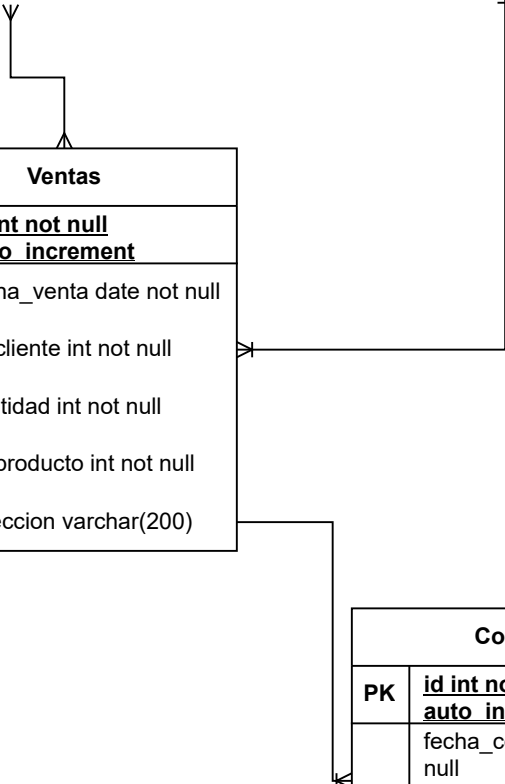 Ventas
int not null
o_increment
ha_venta date not null
cliente int not null
tidad int not null
producto int not null
eccion varchar(200)
Co
PK
id int no
auto_in
fecha_co
null